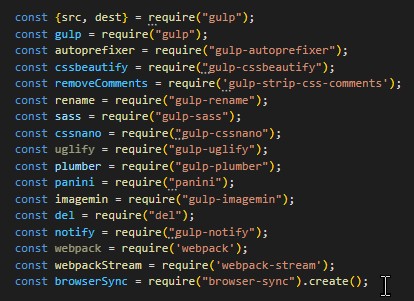 const {src, dest} = require("gulp");
const gulp = require("gulp");
const autoprefixer = require("gulp-autoprefixer");
const cssbeautify = require("gulp-cssbeautify");
const removeComments = require('gulp-strip-css-comments');
const rename = require("gulp-rename");
const sass = require("gulp-sass");
const cssnano = require("gulp-cssnano");
const uglify = require("gulp-uglify");
const plumber = require("gulp-plumber");
const panini = require("panini");
const imagemin = require("gulp-imagemin");
const del = require("del");
const notify = require("gulp-notify");
const webpack = require('webpack');
const webpackStream = require('webpack-stream');
const browserSync = require("browser-sync").create();